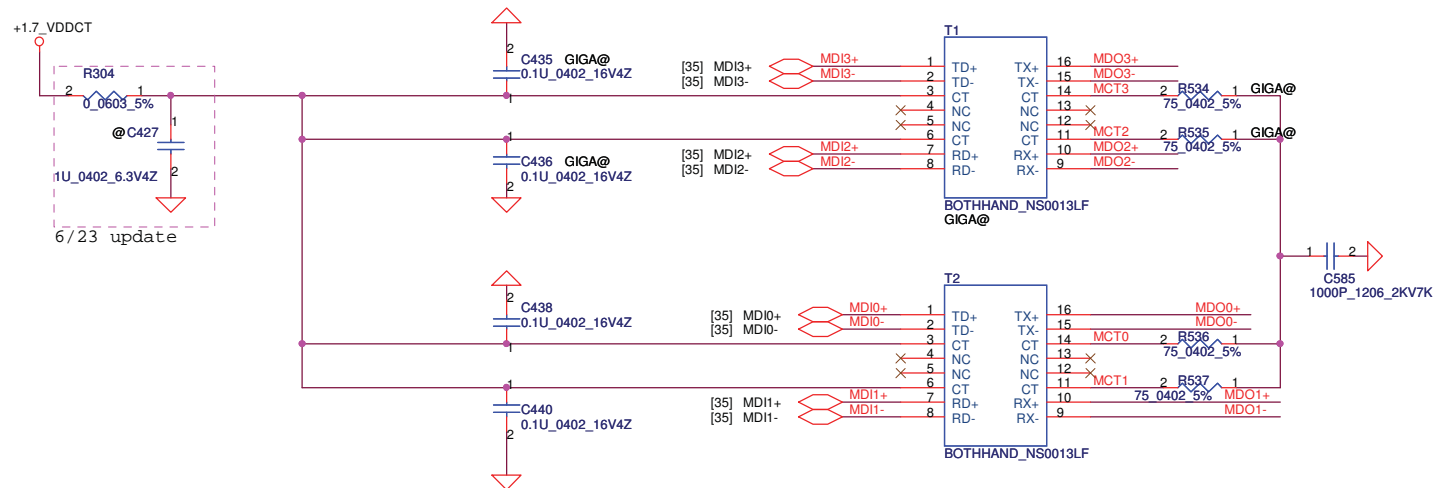 +1.7_VDDCT
R304
2
1
0_0603_5%
1
@C427
2
1U_0402_6.3V4Z
6/23 update
2
C435 GIGA@
0.1U_0402_16V4Z
1
1
C436 GIGA@
0.1U_0402_16V4Z
2
[35] MDI3+ MDI3+
[35] MDI3- MDI3-
[35] MDI2+ MDI2+
[35] MDI2- MDI2-
T1
1 TD+ TX+ 16 MDO3+
2 TD- TX- 15 MDO3-
3 CT CT 14 MCT3 2 R534 1 GIGA@
75_0402_5%
4 NC NC 13
5 NC NC 12
6 CT CT 11 MCT2 2 R535 1 GIGA@
75_0402_5%
7 RD+ RX+ 10 MDO2+
8 RD- RX- 9 MDO2-
BOTHHAND_NS0013LF
GIGA@
1 2
C585
1000P_1206_2KV7K
2
C438
0.1U_0402_16V4Z
1
1
C440
0.1U_0402_16V4Z
2
[35] MDI0+ MDI0+
[35] MDI0- MDI0-
[35] MDI1+ MDI1+
[35] MDI1- MDI1-
T2
1 TD+ TX+ 16 MDO0+
2 TD- TX- 15 MDO0-
3 CT CT 14 MCT0 2 R536 1
75_0402_5%
4 NC NC 13
5 NC NC 12
6 CT CT 11 MCT1 2 R537 1
75_0402_5%
7 RD+ RX+ 10 MDO1+
8 RD- RX- 9 MDO1-
BOTHHAND_NS0013LF